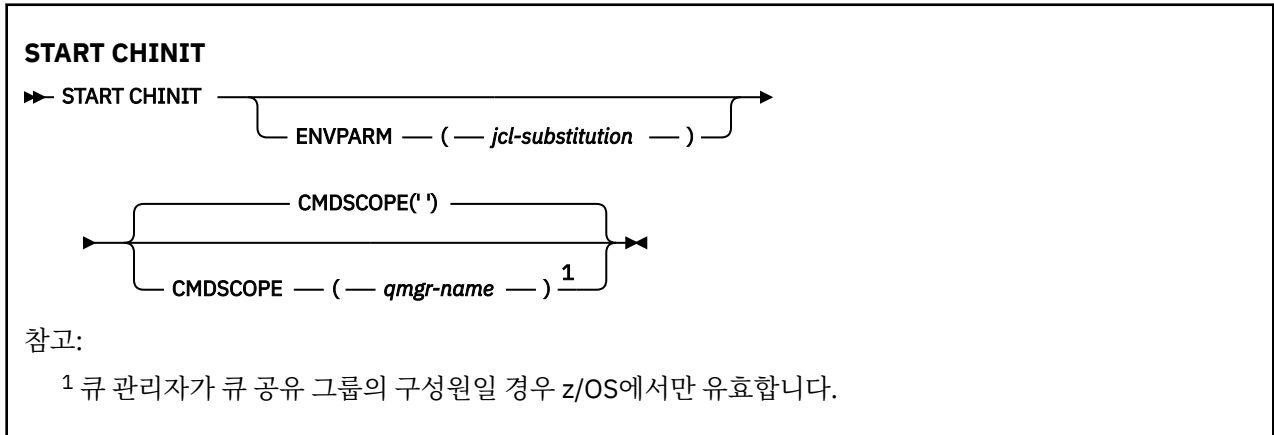 START CHINIT
START CHINIT
ENVPARM ( jcl-substitution )
CMDSCOPE(' ')
CMDSCOPE ( qmgr-name ) 1
참고:
1 큐 관리자가 큐 공유 그룹의 구성원일 경우 z/OS에서만 유효합니다.